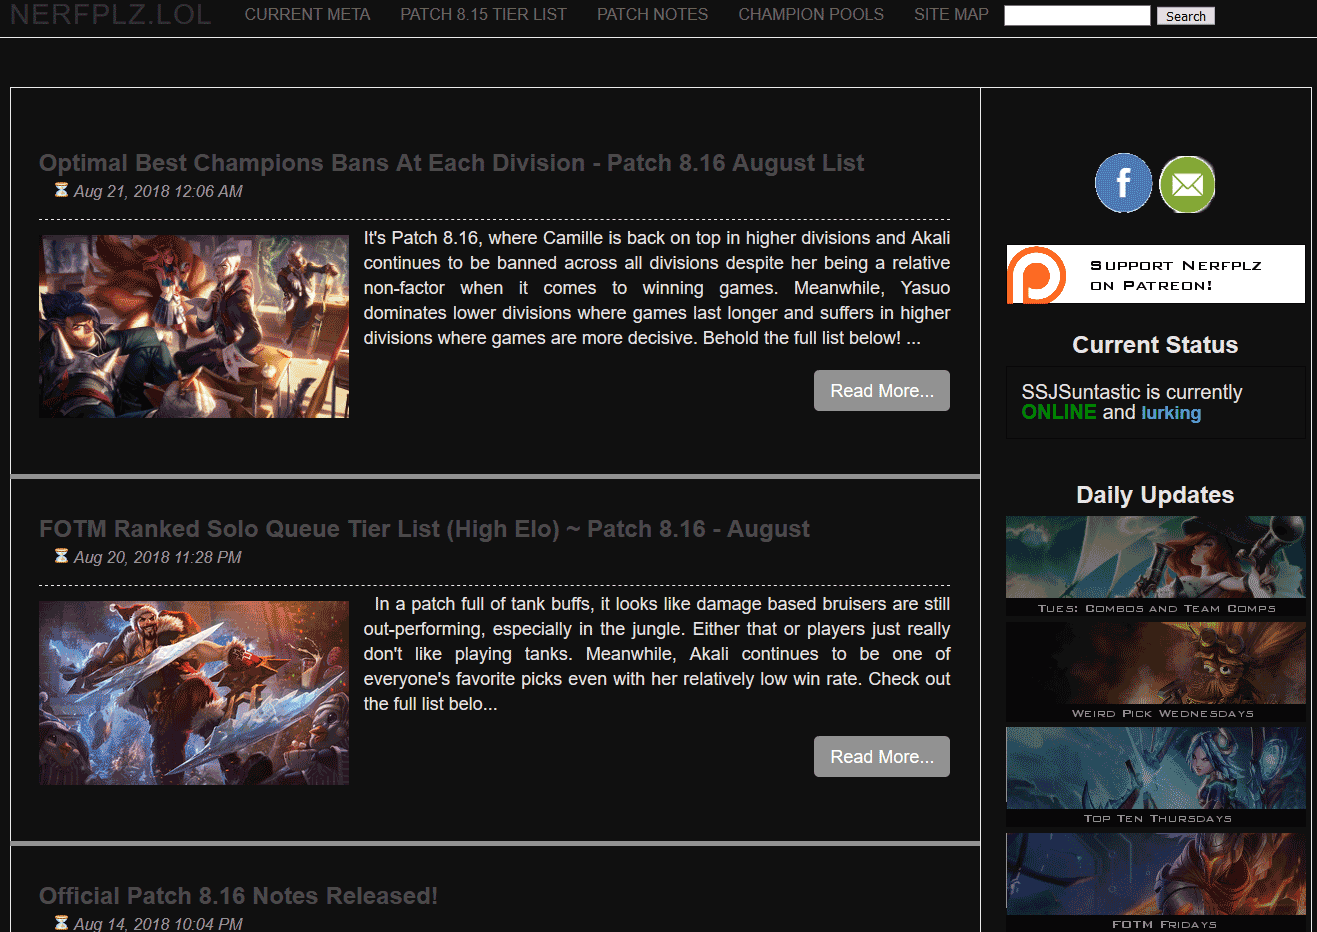 NERFPLZ.LOL
CURRENT META
PATCH 8.15 TIER LIST
PATCH NOTES
CHAMPION POOLS
SITE MAP
Search
Optimal Best Champions Bans At Each Division - Patch 8.16 August List
Aug 21, 2018 12:06 AM
It's Patch 8.16, where Camille is back on top in higher divisions and Akali
continues to be banned across all divisions despite her being a relative
non-factor when it comes to winning games. Meanwhile, Yasuo
dominates lower divisions where games last longer and suffers in higher
divisions where games are more decisive. Behold the full list below! ...
Read More...
FOTM Ranked Solo Queue Tier List (High Elo) ~ Patch 8.16 - August
Aug 20, 2018 11:28 PM
In a patch full of tank buffs, it looks like damage based bruisers are still
out-performing, especially in the jungle. Either that or players just really
don't like playing tanks. Meanwhile, Akali continues to be one of
everyone's favorite picks even with her relatively low win rate. Check out
the full list belo...
Read More...
Official Patch 8.16 Notes Released!
Aug 14, 2018 10:04 PM
f
Support Nerfplz
on Patreon!
Current Status
SSJSuntastic is currently
ONLINE and lurking
Daily Updates
Tues: Combos and Team Comps
Weird Pick Wednesdays
Top Ten Thursdays
FOTM Fridays